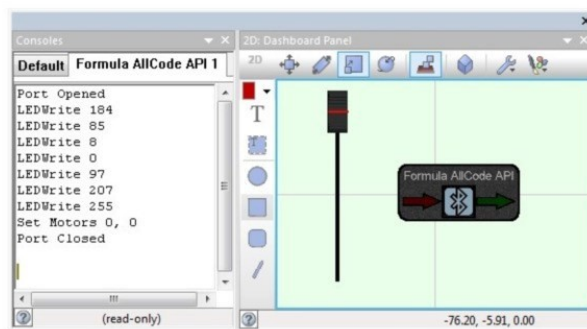 Consoles
Default
Formula AllCode API 1
Port Opened
LEDWrite 184
LEDWrite 85
LEDWrite 8
LEDWrite 0
LEDWrite 97
LEDWrite 207
LEDWrite 255
Set Motors 0, 0
Port Closed
(read-only)
2D: Dashboard Panel
2D
T
Formula AllCode API
-76.20, -5.91, 0.00